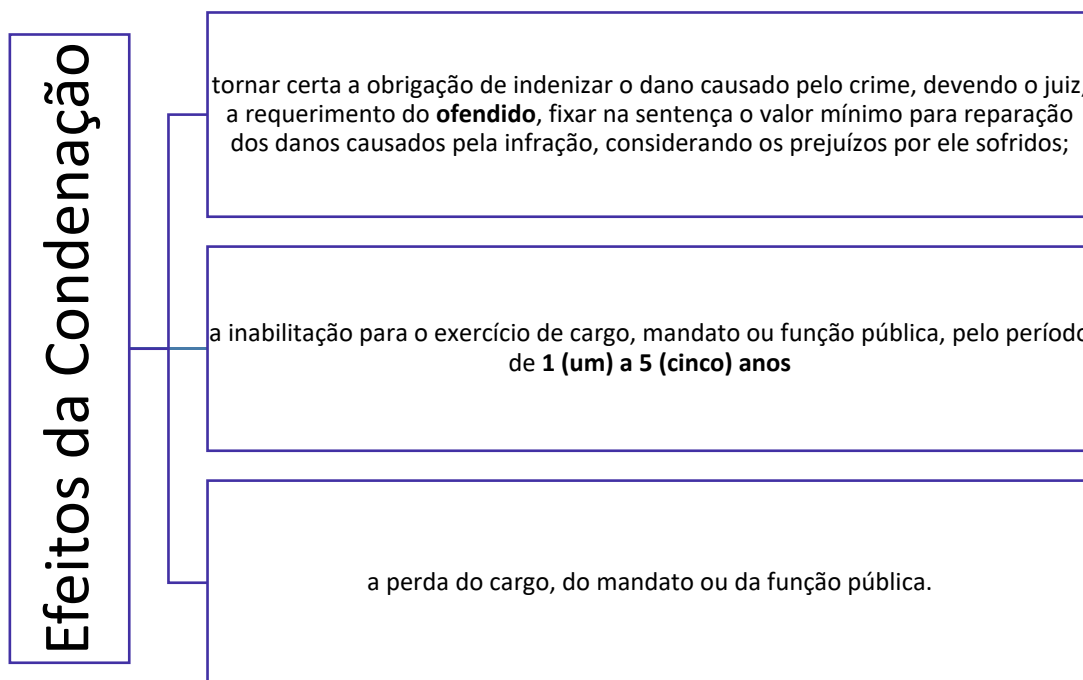 Efeitos da Condenação
tornar certa a obrigação de indenizar o dano causado pelo crime, devendo o juiz,
a requerimento do ofendido, fixar na sentença o valor mínimo para reparação
dos danos causados pela infração, considerando os prejuízos por ele sofridos;
a inabilitação para o exercício de cargo, mandato ou função pública, pelo período
de 1 (um) a 5 (cinco) anos
a perda do cargo, do mandato ou da função pública.